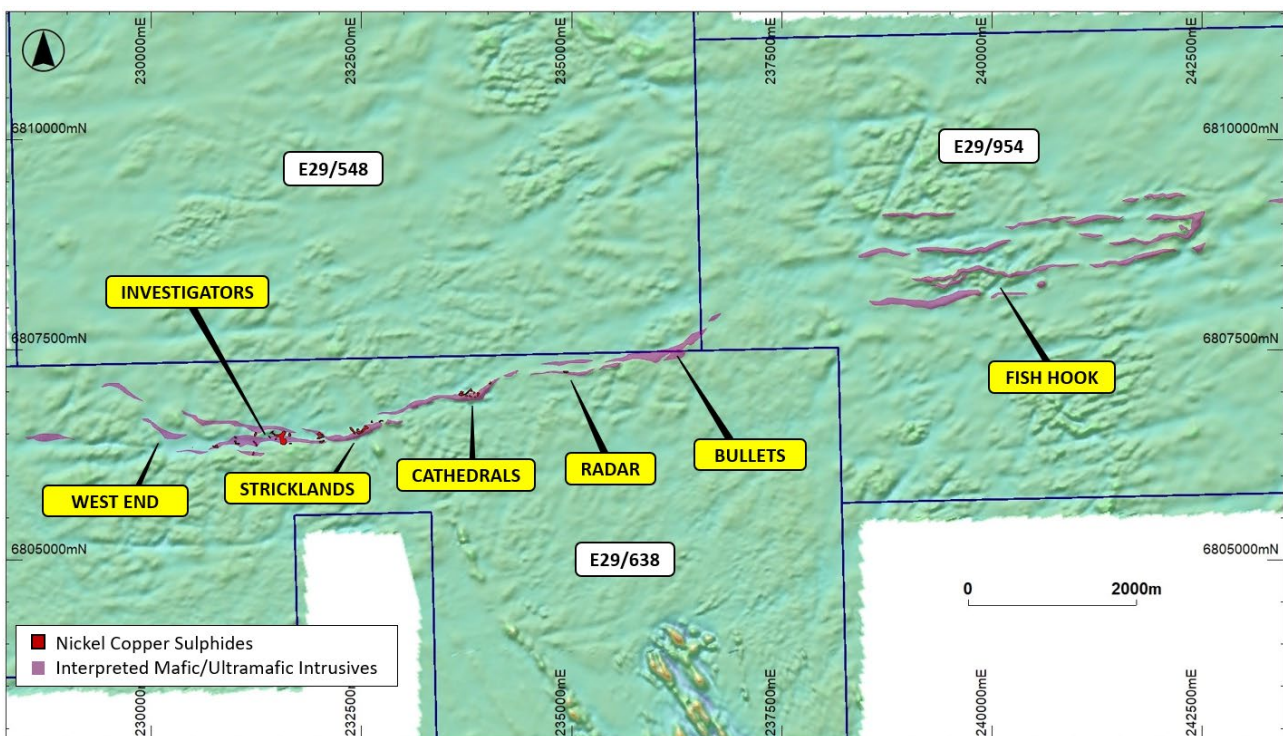 230000mE
232500mE
235000mE
237500mE
240000mE
242500mE
6810000mN
6810000mN
E29/548
E29/954
INVESTIGATORS
6807500mN
6807500mN
FISH HOOK
BULLETS
RADAR
CATHEDRALS
STRICKLANDS
WEST END
6805000mN
6805000mN
E29/638
0 2000m
Nickel Copper Sulphides
Interpreted Mafic/Ultramafic Intrusives
230000mE
232500mE
235000mE
237500mE
240000mE
242500mE